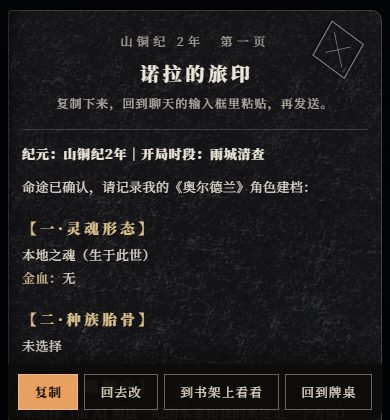 山铜纪 2年 第一页
诺拉的旅印
复制下来，回到聊天的输入框里粘贴，再发送。
纪元：山铜纪2年｜开局时段：雨城清查
命途已确认，请记录我的《奥尔德兰》角色建档：
【一·灵魂形态】
本地之魂（生于此世）
金血：无
【二·种族胎骨】
未选择
复制 回去改 到书架上看看 回到牌桌